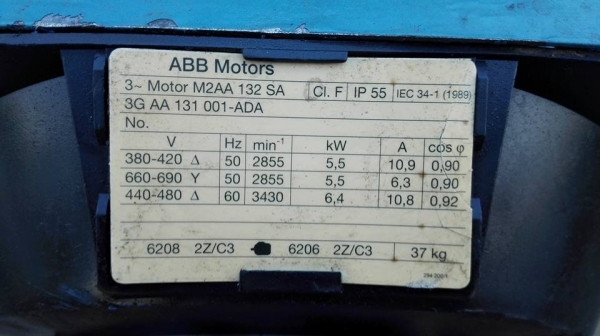 ABB Motors
3~ Motor M2AA 132 SA Cl. F IP 55 IEC 34-1 (1989)
3G AA 131 001-ADA
No.
V Hz min⁻¹ kW A cos φ
380-420 Δ 50 2855 5,5 10,9 0,90
660-690 Y 50 2855 5,5 6,3 0,90
440-480 Δ 60 3430 6,4 10,8 0,92
6208 2Z/C3 6206 2Z/C3 37 kg